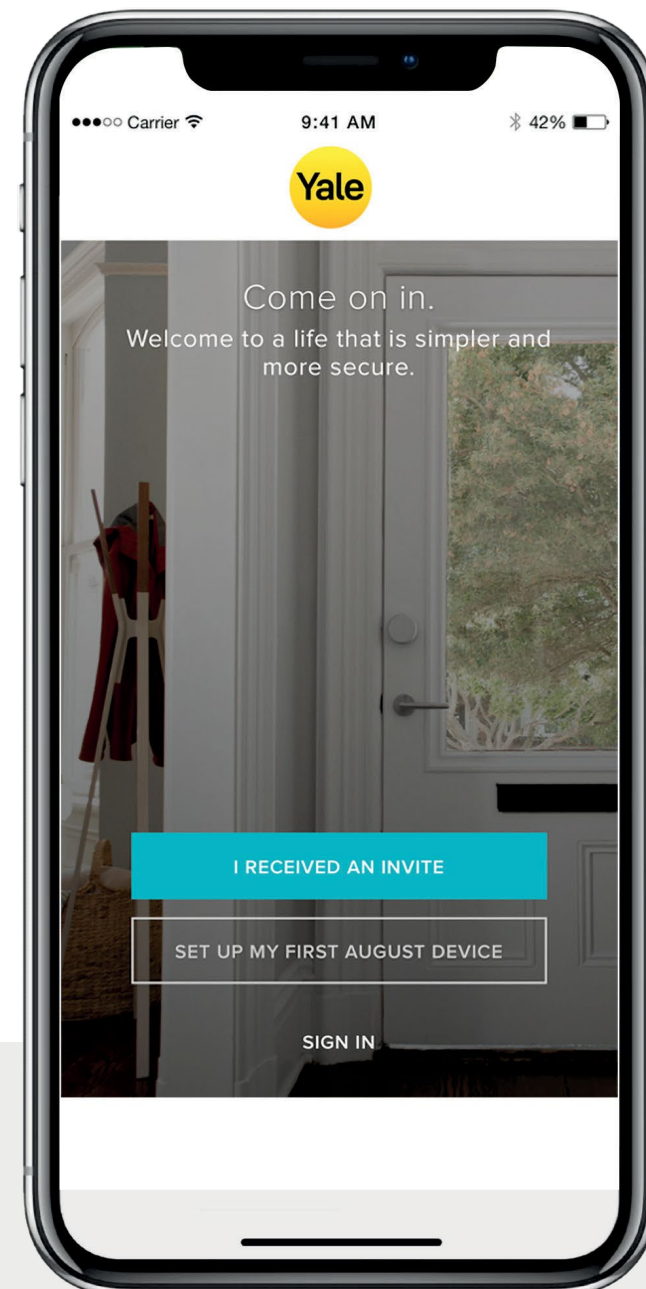 ●●●○○ Carrier 9:41 AM 42%
Yale
Come on in.
Welcome to a life that is simpler and
more secure.
I RECEIVED AN INVITE
SET UP MY FIRST AUGUST DEVICE
SIGN IN